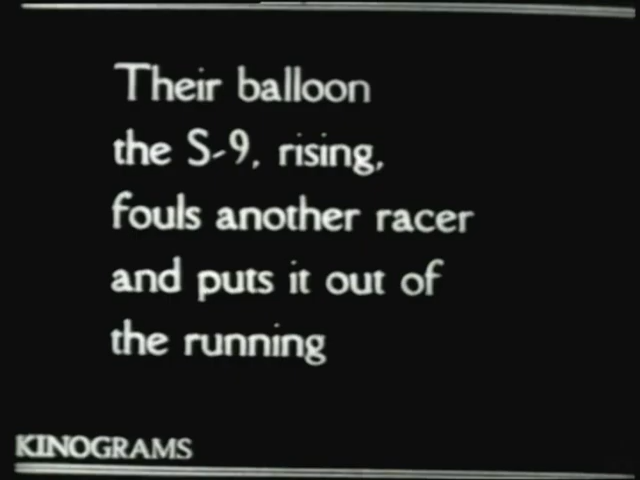 Their balloon
the S-9, rising,
fouls another racer
and puts it out of
the running
KINOGRAMS